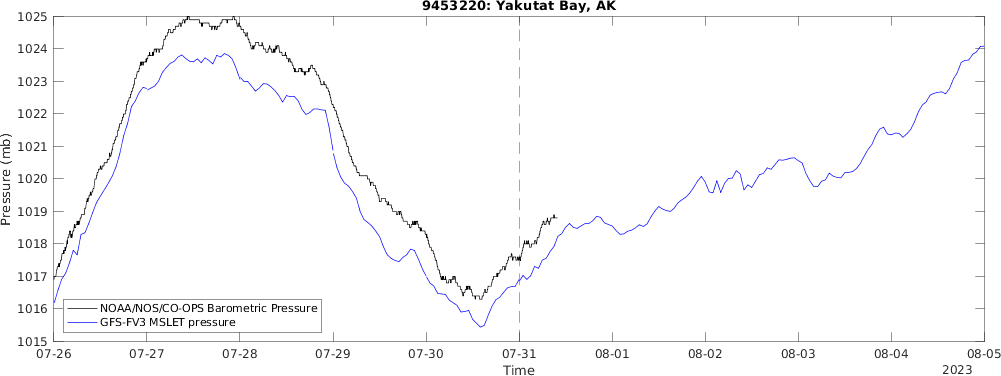 9453220: Yakutat Bay, AK
Pressure (mb)
1025
1024
1023
1022
1021
1020
1019
1018
1017
1016
1015
NOAA/NOS/CO-OPS Barometric Pressure
GFS-FV3 MSLET pressure
07-26 07-27 07-28 07-29 07-30 07-31 08-01 08-02 08-03 08-04 08-05
Time
2023